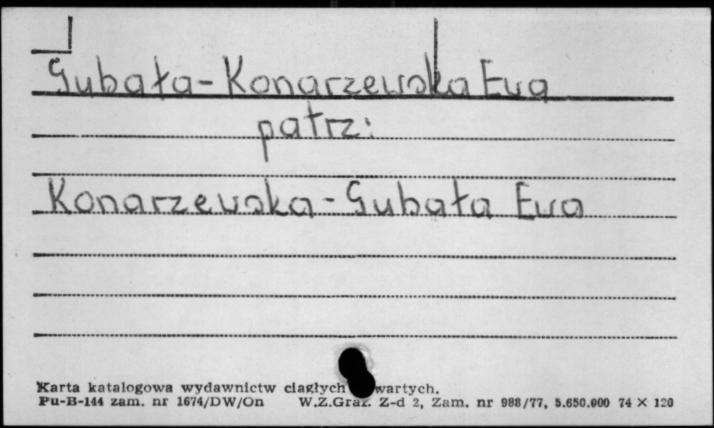 Gubała-Konarzewska Ewa
patrz:
Konarzewska-Gubała Ewa
Karta katalogowa wydawnictw ciągłych wartych.
Pu-B-144 zam. nr 1674/DW/On W.Z.Graf. Z-d 2, Zam. nr 988/77, 5.650.000 74 × 120